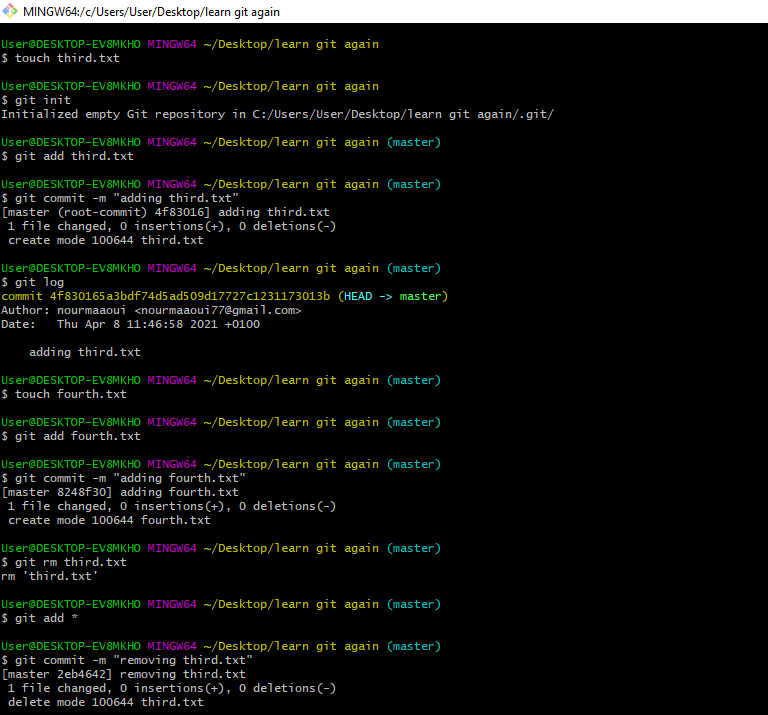 MINGW64:/c/Users/User/Desktop/learn git again
User@DESKTOP-EV8MKHO MINGW64 ~/Desktop/learn git again
$ touch third.txt
User@DESKTOP-EV8MKHO MINGW64 ~/Desktop/learn git again
$ git init
Initialized empty Git repository in C:/Users/User/Desktop/learn git again/.git/
User@DESKTOP-EV8MKHO MINGW64 ~/Desktop/learn git again (master)
$ git add third.txt
User@DESKTOP-EV8MKHO MINGW64 ~/Desktop/learn git again (master)
$ git commit -m "adding third.txt"
[master (root-commit) 4f83016] adding third.txt
 1 file changed, 0 insertions(+), 0 deletions(-)
 create mode 100644 third.txt
User@DESKTOP-EV8MKHO MINGW64 ~/Desktop/learn git again (master)
$ git log
commit 4f830165a3bdf74d5ad509d17727c1231173013b (HEAD -> master)
Author: nourmaaoui <nourmaaoui77@gmail.com>
Date:   Thu Apr 8 11:46:58 2021 +0100
    adding third.txt
User@DESKTOP-EV8MKHO MINGW64 ~/Desktop/learn git again (master)
$ touch fourth.txt
User@DESKTOP-EV8MKHO MINGW64 ~/Desktop/learn git again (master)
$ git add fourth.txt
User@DESKTOP-EV8MKHO MINGW64 ~/Desktop/learn git again (master)
$ git commit -m "adding fourth.txt"
[master 8248f30] adding fourth.txt
 1 file changed, 0 insertions(+), 0 deletions(-)
 create mode 100644 fourth.txt
User@DESKTOP-EV8MKHO MINGW64 ~/Desktop/learn git again (master)
$ git rm third.txt
rm 'third.txt'
User@DESKTOP-EV8MKHO MINGW64 ~/Desktop/learn git again (master)
$ git add *
User@DESKTOP-EV8MKHO MINGW64 ~/Desktop/learn git again (master)
$ git commit -m "removing third.txt"
[master 2eb4642] removing third.txt
 1 file changed, 0 insertions(+), 0 deletions(-)
 delete mode 100644 third.txt